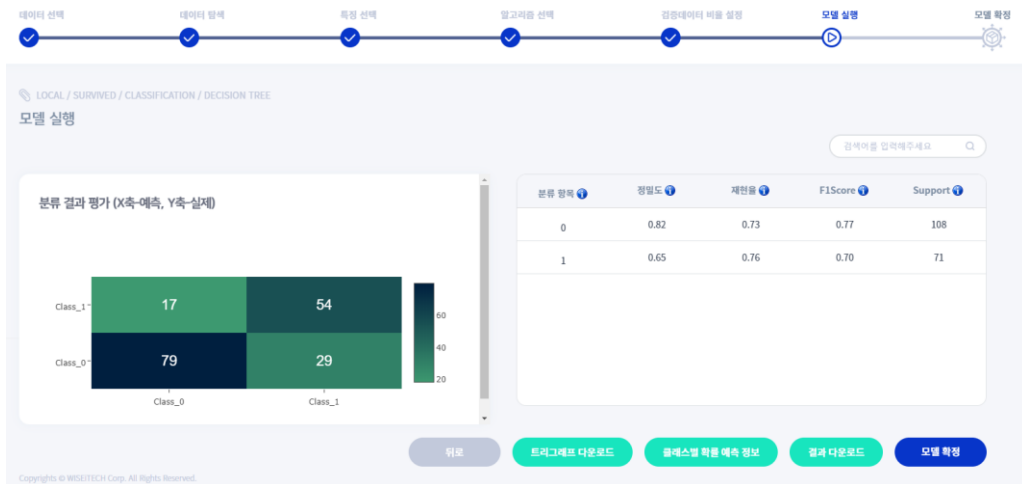 데이터 선택 데이터 탐색 특징 선택 알고리즘 선택 검증데이터 비율 설정 모델 실행 모델 확정
LOCAL / SURVIVED / CLASSIFICATION / DECISION TREE
모델 실행
검색어를 입력해주세요
분류 결과 평가 (X축-예측, Y축-실제)
Class_1 17 54
Class_0 79 29
Class_0 Class_1
60
40
20
분류 항목 정밀도 재현율 F1Score Support
0 0.82 0.73 0.77 108
1 0.65 0.76 0.70 71
뒤로 트리그래프 다운로드 클래스별 확률 예측 정보 결과 다운로드 모델 확정
Copyrights © WISEiTECH Corp. All Rights Reserved.